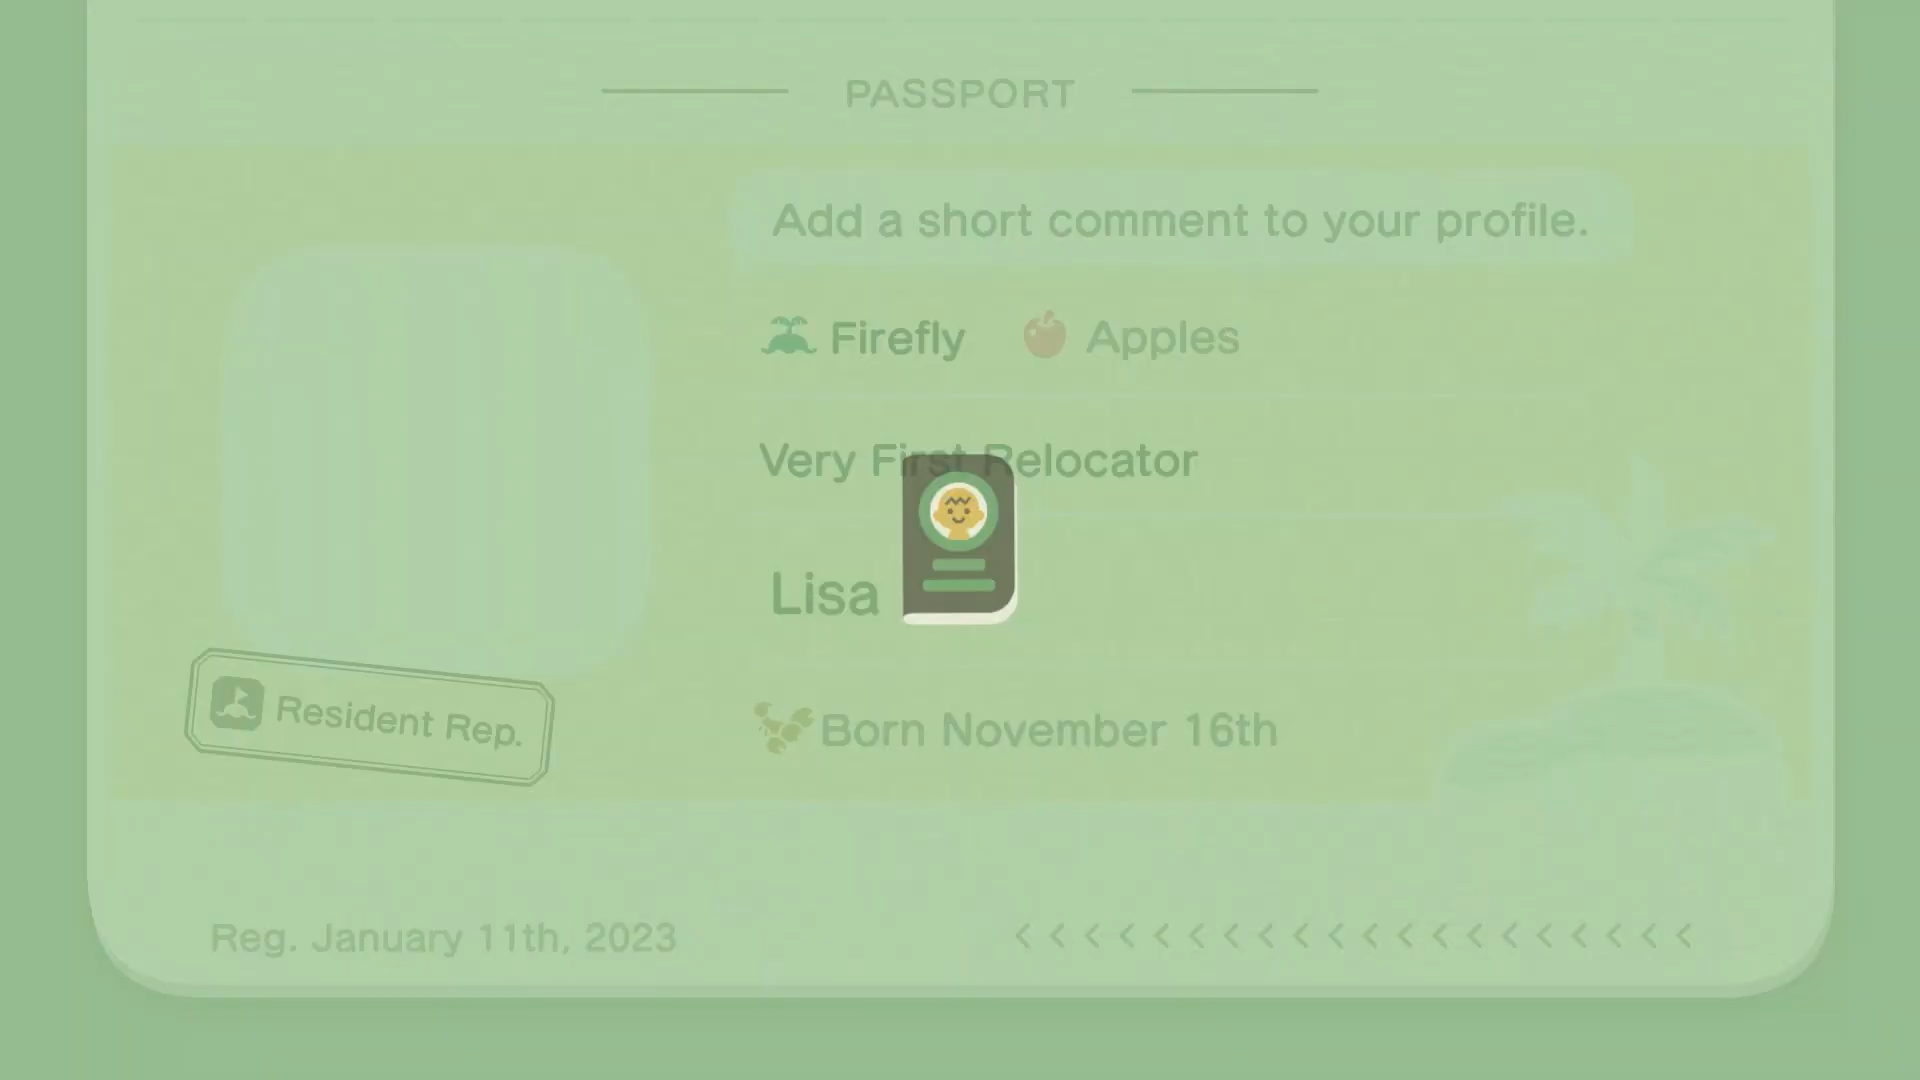 PASSPORT
Add a short comment to your profile.
Firefly Apples
Very First Relocator
Lisa
Born November 16th
Resident Rep.
Reg. January 11th, 2023 < < < < < < < < < < < < < < < < < < < <